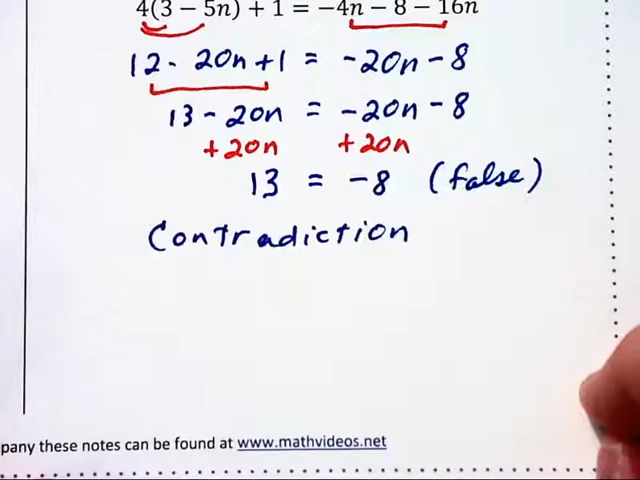 4(3 − 5n) + 1 = −4n − 8 − 16n
12 - 20n + 1 = -20n - 8
13 - 20n = -20n - 8
+20n +20n
13 = -8 (false)
Contradiction
pany these notes can be found at www.mathvideos.net